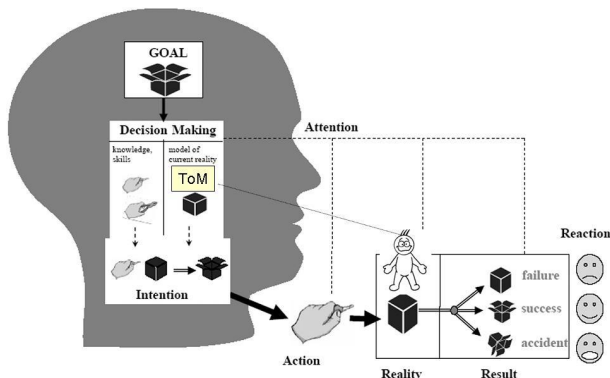 GOAL
Decision Making
knowledge,
skills
model of
current reality
ToM
Intention
Attention
Action
Reaction
failure
success
accident
Reality
Result